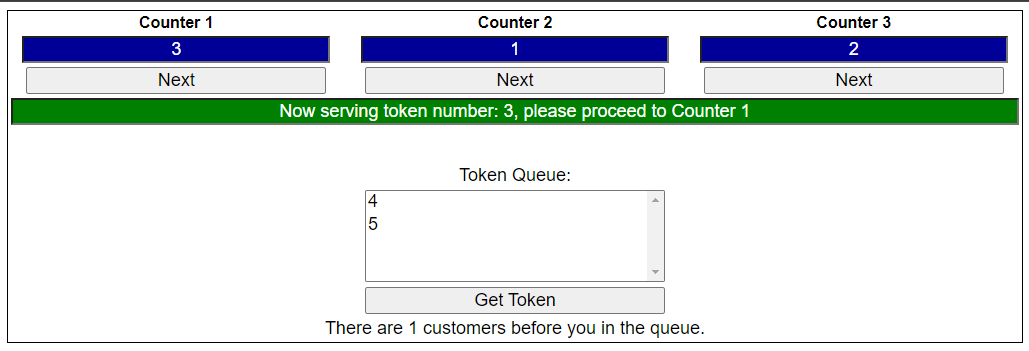 Counter 1 Counter 2 Counter 3
3 1 2
Next Next Next
Now serving token number: 3, please proceed to Counter 1
Token Queue:
4
5
Get Token
There are 1 customers before you in the queue.